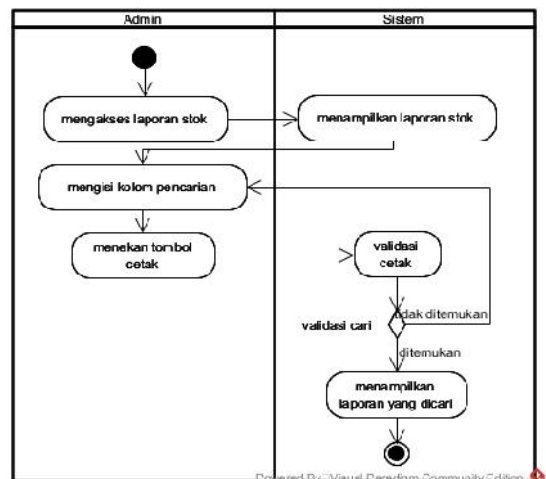 Admin
Sistem
mengakses laporan stok
menampilkan laporan stok
mengisi kolom pencarian
menekan tombol
cetak
validasi
cetak
validasi cari
tidak ditemukan
ditemukan
menampilkan
laporan yang dicari
Powered By Visual Paradigm Community Edition